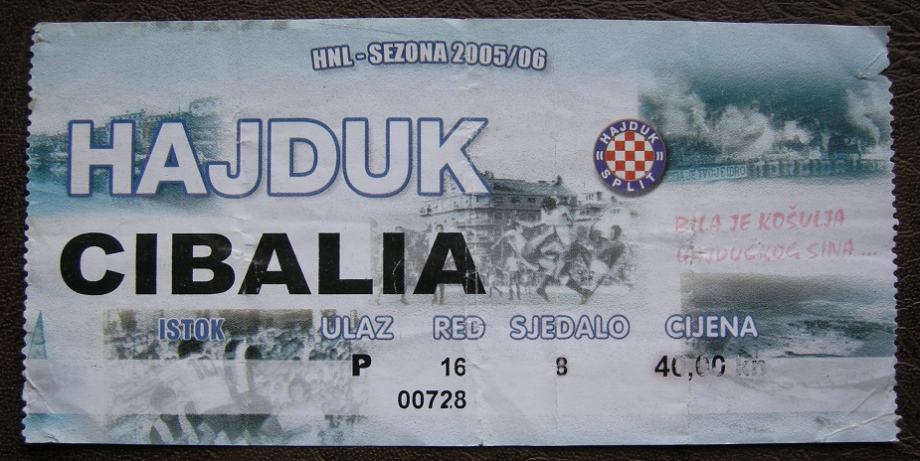 HNL - SEZONA 2005/06
HAJDUK
HAJDUK
SPLIT
BILA JE KOŠULJA
HAJDUČKOG SINA...
CIBALIA
ISTOK ULAZ RED SJEDALO CIJENA
P 16 8 40,00 kn
00728